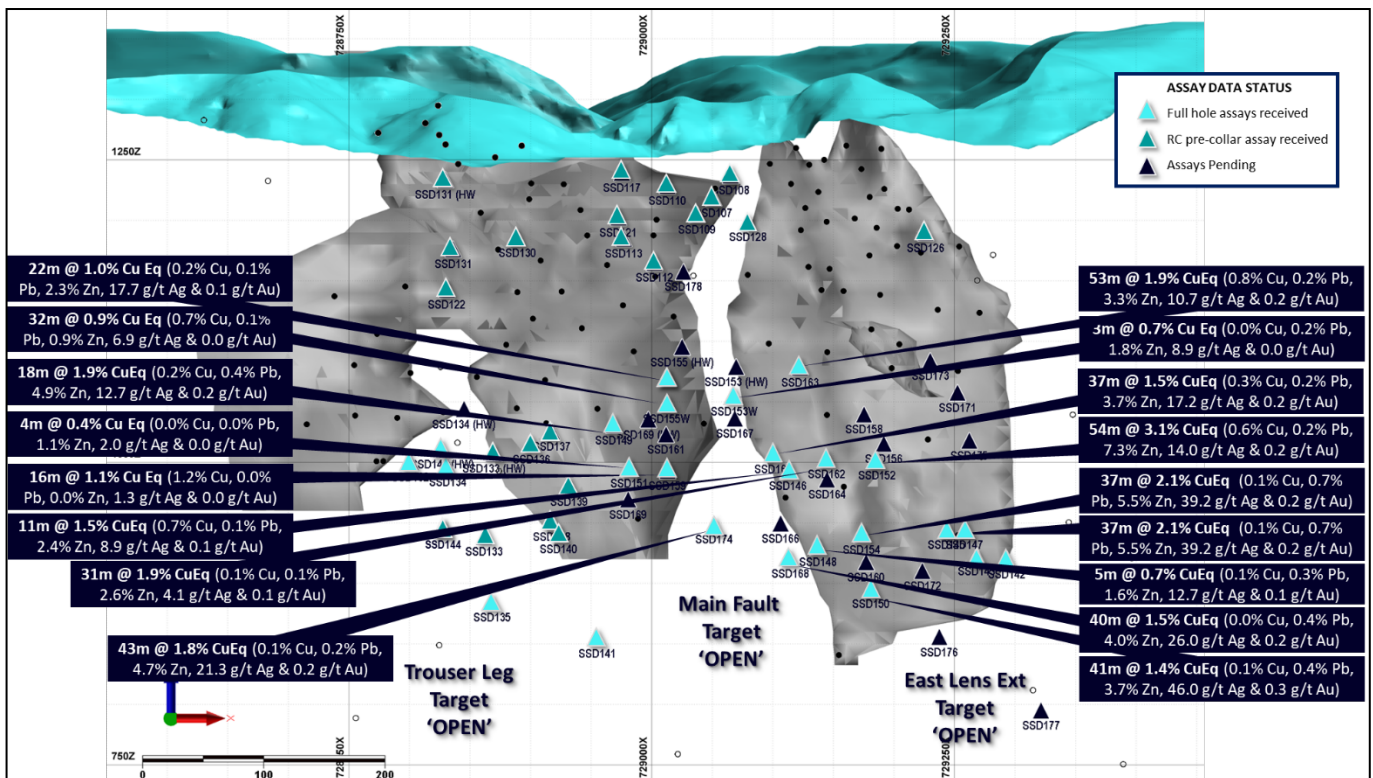 728750X
729000X
729250X
ASSAY DATA STATUS
Full hole assays received
RC pre-collar assay received
Assays Pending
1250Z
SSD131 (HW
SSD117
SSD110
SSD108
SSD107
SSD109
SSD128
SSD126
SSD130
SSD113
SSD131
SSD112
SSD178
SSD122
22m @ 1.0% Cu Eq (0.2% Cu, 0.1%
Pb, 2.3% Zn, 17.7 g/t Ag & 0.1 g/t Au)
32m @ 0.9% Cu Eq (0.7% Cu, 0.1%
Pb, 0.9% Zn, 6.9 g/t Ag & 0.0 g/t Au)
18m @ 1.9% CuEq (0.2% Cu, 0.4% Pb,
4.9% Zn, 12.7 g/t Ag & 0.2 g/t Au)
4m @ 0.4% Cu Eq (0.0% Cu, 0.0% Pb,
1.1% Zn, 2.0 g/t Ag & 0.0 g/t Au)
16m @ 1.1% CuEq (1.2% Cu, 0.0%
Pb, 0.0% Zn, 1.3 g/t Ag & 0.0 g/t Au)
11m @ 1.5% CuEq (0.7% Cu, 0.1% Pb,
2.4% Zn, 8.9 g/t Ag & 0.1 g/t Au)
31m @ 1.9% CuEq (0.1% Cu, 0.1% Pb,
2.6% Zn, 4.1 g/t Ag & 0.1 g/t Au)
43m @ 1.8% CuEq (0.1% Cu, 0.2% Pb,
4.7% Zn, 21.3 g/t Ag & 0.2 g/t Au)
53m @ 1.9% CuEq (0.8% Cu, 0.2% Pb,
3.3% Zn, 10.7 g/t Ag & 0.2 g/t Au)
3m @ 0.7% Cu Eq (0.0% Cu, 0.2% Pb,
1.8% Zn, 8.9 g/t Ag & 0.0 g/t Au)
37m @ 1.5% CuEq (0.3% Cu, 0.2% Pb,
3.7% Zn, 17.2 g/t Ag & 0.2 g/t Au)
54m @ 3.1% CuEq (0.6% Cu, 0.2% Pb,
7.3% Zn, 14.0 g/t Ag & 0.2 g/t Au)
37m @ 2.1% CuEq (0.1% Cu, 0.7%
Pb, 5.5% Zn, 39.2 g/t Ag & 0.2 g/t Au)
37m @ 2.1% CuEq (0.1% Cu, 0.7%
Pb, 5.5% Zn, 39.2 g/t Ag & 0.2 g/t Au)
5m @ 0.7% CuEq (0.1% Cu, 0.3% Pb,
1.6% Zn, 12.7 g/t Ag & 0.1 g/t Au)
40m @ 1.5% CuEq (0.0% Cu, 0.4% Pb,
4.0% Zn, 26.0 g/t Ag & 0.2 g/t Au)
41m @ 1.4% CuEq (0.1% Cu, 0.4% Pb,
3.7% Zn, 46.0 g/t Ag & 0.3 g/t Au)
SSD155 (HW)
SSD153 (HW)
SSD163
SSD173
SSD171
SSD155W
SSD153W
SSD134 (HW)
SSD149
SSD161
SSD167
SSD158
SSD156
SSD137
SSD136
SSD133 (HW)
SSD134
SSD151
SSD146
SSD162
SSD164
SSD152
SSD139
SSD169
SSD144
SSD133
SSD140
SSD174
SSD166
SSD168
SSD148
SSD154
SSD147
SSD142
SSD160
SSD172
SSD150
SSD135
SSD141
SSD176
SSD177
Trouser Leg
Target
'OPEN'
Main Fault
Target
'OPEN'
East Lens Ext
Target
'OPEN'
X
750Z
0
100
200
729000X